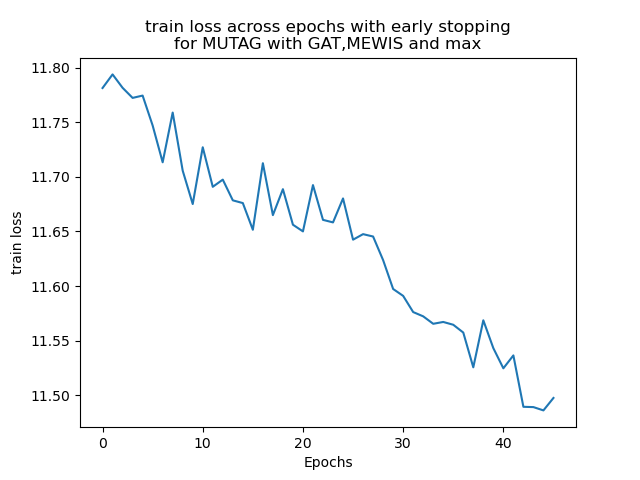 train loss across epochs with early stopping
for MUTAG with GAT,MEWIS and max
11.80
11.75
11.70
11.65
11.60
11.55
11.50
train loss
0 10 20 30 40
Epochs